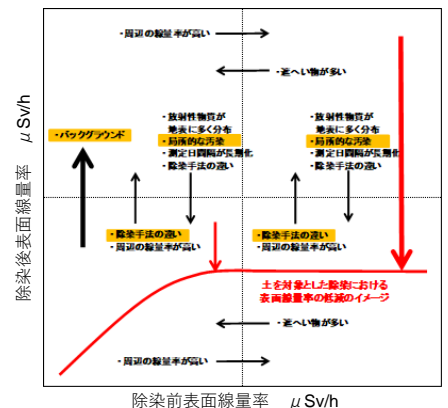 ・周辺の線量率が高い
・遮へい物が多い
・バックグラウンド
・放射性物質が
地表に多く分布
・局所的な汚染
・測定日間隔が長期化
・除染手法の違い
・放射性物質が
地表に多く分布
・局所的な汚染
・測定日間隔が長期化
・除染手法の違い
・除染手法の違い
・周辺の線量率が高い
・除染手法の違い
・周辺の線量率が高い
土を対象とした除染における
表面線量率の低減のイメージ
・遮へい物が多い
・周辺の線量率が高い
除染後表面線量率 μSv/h
除染前表面線量率 μSv/h